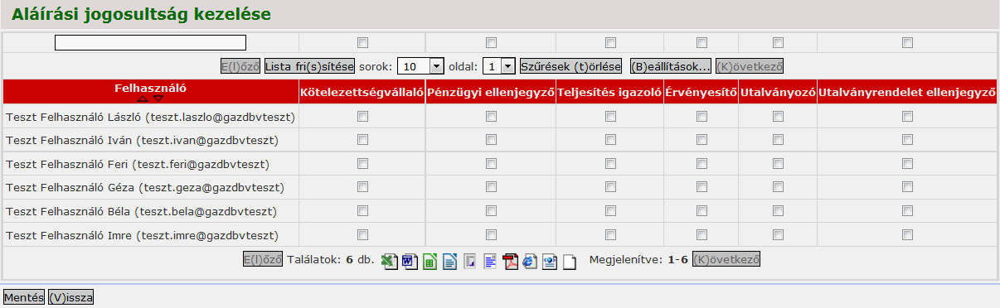 Aláírási jogosultság kezelése
E(l)őző Lista fri(s)sítése sorok: 10 oldal: 1 Szűrések (t)örlése (B)eállítások... (K)övetkező
Felhasználó Kötelezettségvállaló Pénzügyi ellenjegyző Teljesítés igazoló Érvényesítő Utalványozó Utalványrendelet ellenjegyző
Teszt Felhasználó László (teszt.laszlo@gazdbvteszt)
Teszt Felhasználó Iván (teszt.ivan@gazdbvteszt)
Teszt Felhasználó Feri (teszt.feri@gazdbvteszt)
Teszt Felhasználó Géza (teszt.geza@gazdbvteszt)
Teszt Felhasználó Béla (teszt.bela@gazdbvteszt)
Teszt Felhasználó Imre (teszt.imre@gazdbvteszt)
E(l)őző Találatok: 6 db. Megjelenítve: 1-6 (K)övetkező
Mentés (V)issza